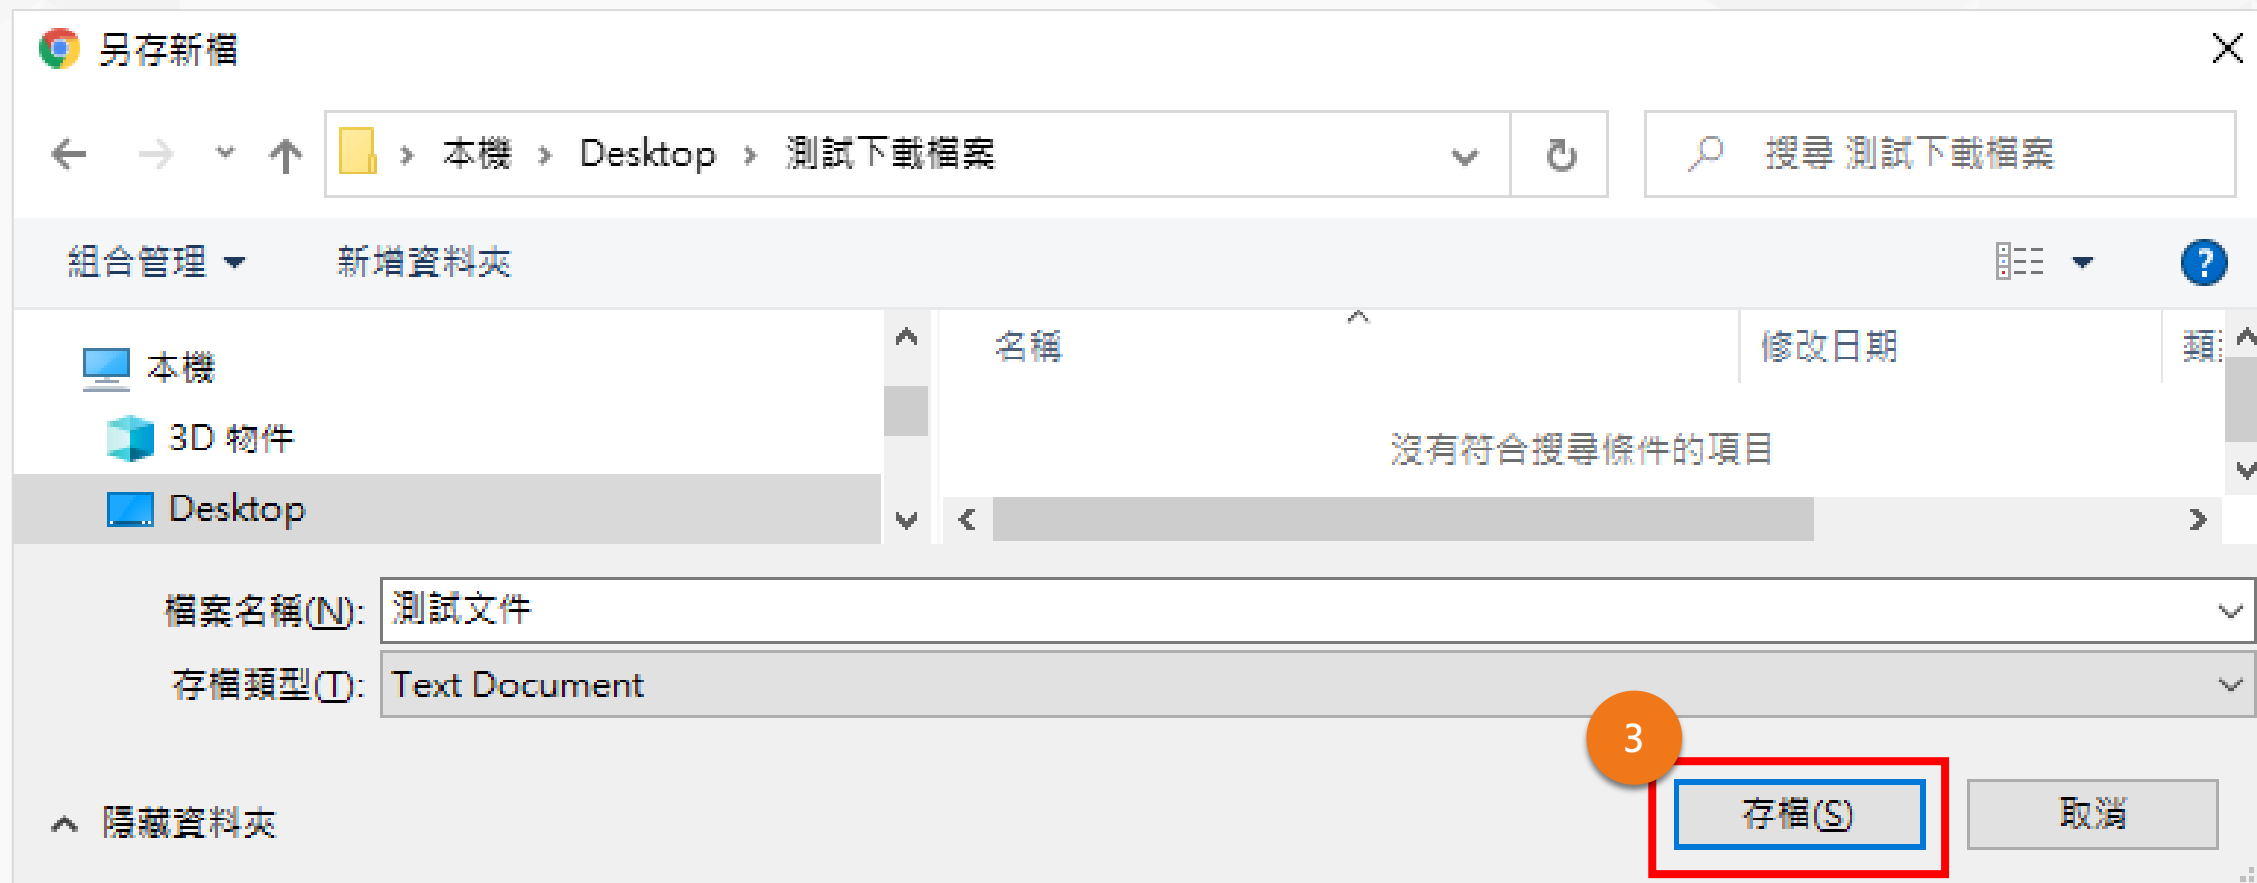 另存新檔
本機 Desktop 測試下載檔案 搜尋 測試下載檔案
組合管理 新增資料夾 ?
本機 名稱 修改日期 類
3D 物件 沒有符合搜尋條件的項目
Desktop
檔案名稱(N): 測試文件
存檔類型(T): Text Document
3
隱藏資料夾 存檔(S) 取消